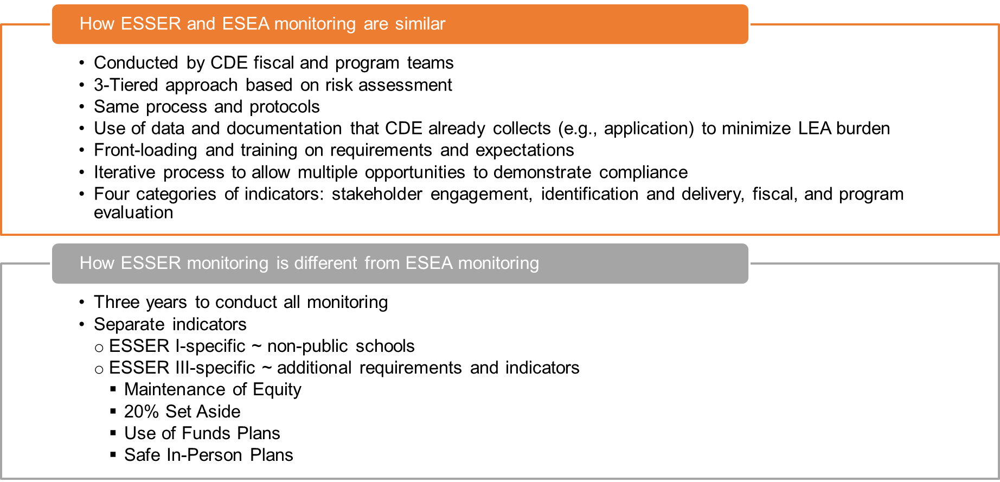 How ESSER and ESEA monitoring are similar
• Conducted by CDE fiscal and program teams
• 3-Tiered approach based on risk assessment
• Same process and protocols
• Use of data and documentation that CDE already collects (e.g., application) to minimize LEA burden
• Front-loading and training on requirements and expectations
• Iterative process to allow multiple opportunities to demonstrate compliance
• Four categories of indicators: stakeholder engagement, identification and delivery, fiscal, and program
evaluation
How ESSER monitoring is different from ESEA monitoring
• Three years to conduct all monitoring
• Separate indicators
o ESSER I-specific ~ non-public schools
o ESSER III-specific ~ additional requirements and indicators
▪ Maintenance of Equity
▪ 20% Set Aside
▪ Use of Funds Plans
▪ Safe In-Person Plans